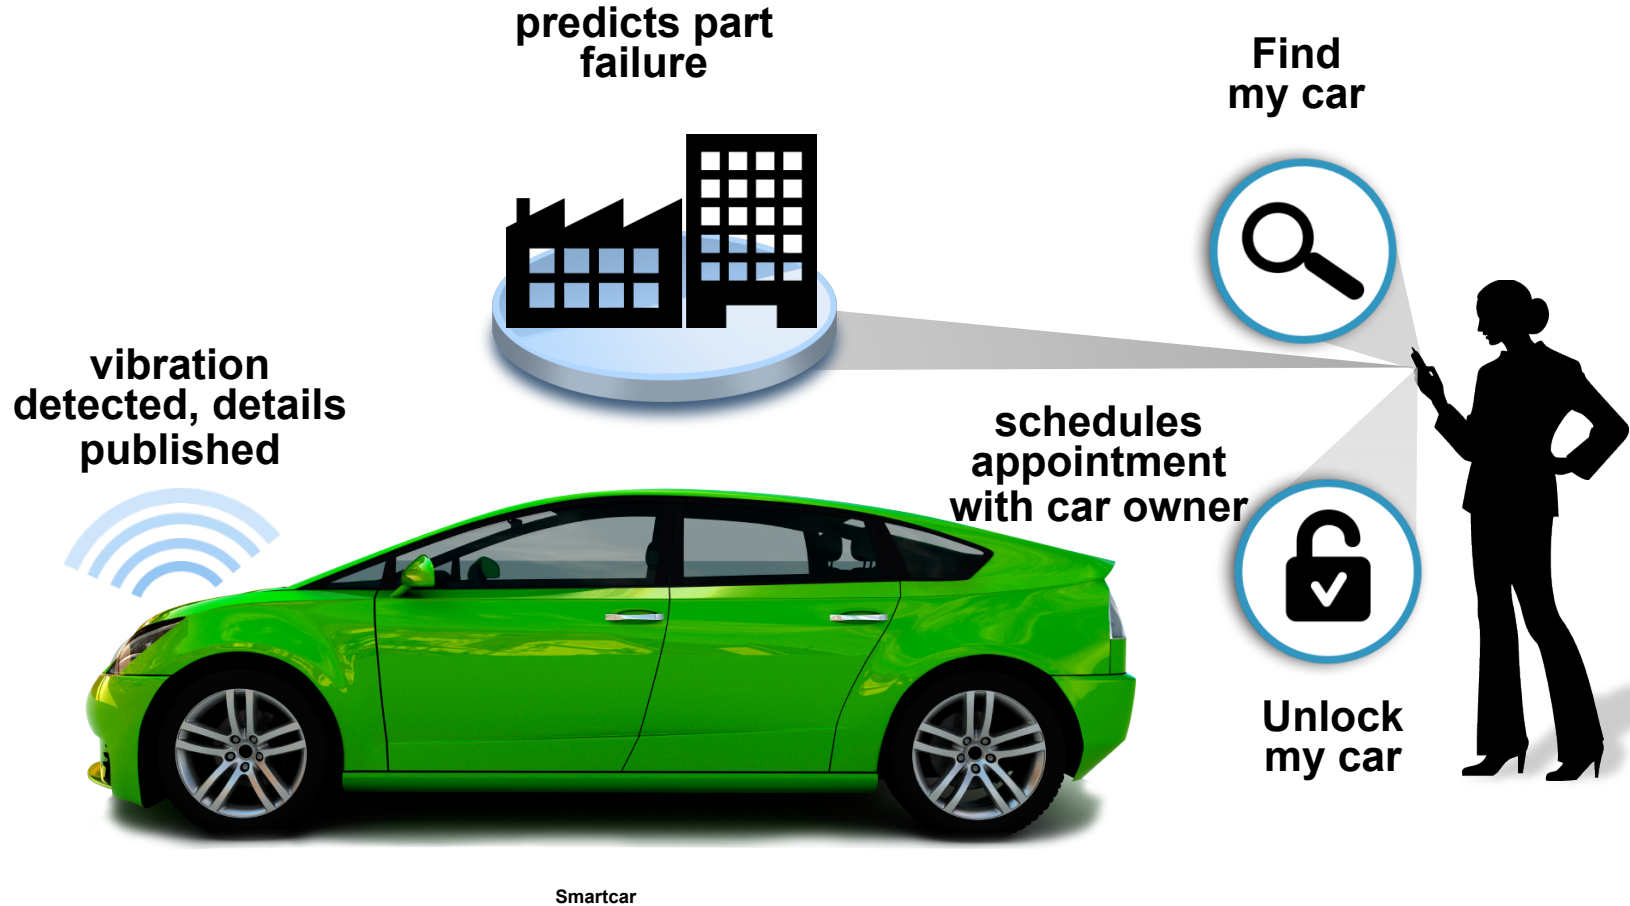 predicts part
failure
Find
my car
vibration
detected, details
published
schedules
appointment
with car owner
Unlock
my car
Smartcar